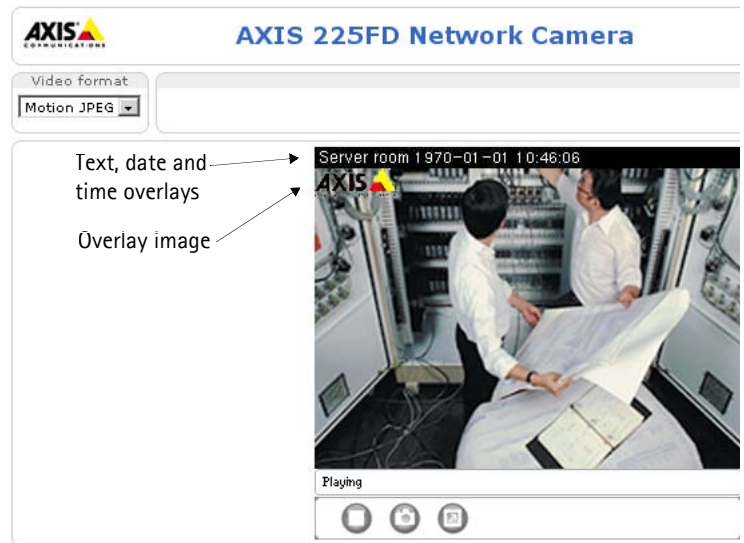 AXIS
COMMUNICATIONS
AXIS 225FD Network Camera
Video format
Motion JPEG
Text, date and
time overlays
Overlay image
Server room 1970-01-01 10:46:06
AXIS
Playing